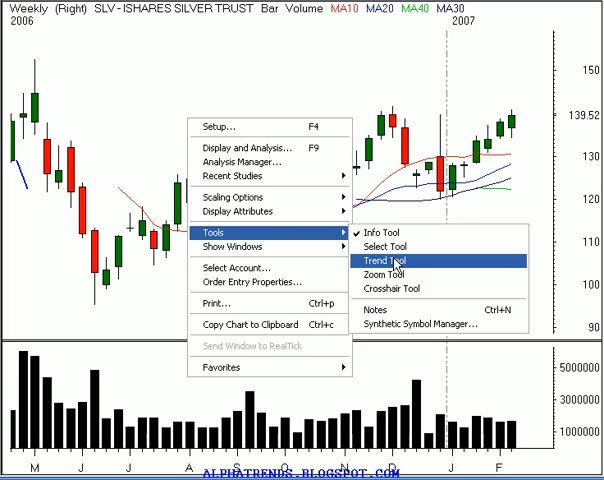 Weekly (Right) SLV - ISHARES SILVER TRUST Bar Volume MA10 MA20 MA40 MA30
2006 2007
150
139.52
130
120
110
100
90
Setup... F4
Display and Analysis... F9
Analysis Manager...
Recent Studies
Scaling Options
Display Attributes
Tools
Show Windows
Select Account...
Order Entry Properties...
Print... Ctrl+p
Copy Chart to Clipboard Ctrl+c
Send Window to RealTick
Favorites
Info Tool
Select Tool
Trend Tool
Zoom Tool
Crosshair Tool
Notes Ctrl+N
Synthetic Symbol Manager...
5000000
3000000
1000000
M J J A S O N D J F
ALPHATRENDS.BLOGSPOT.COM